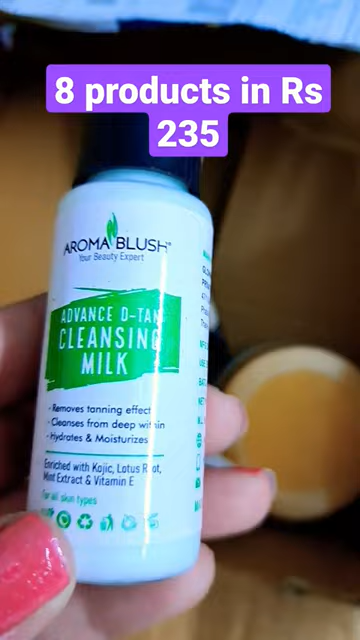 8 products in Rs
235
AROMA BLUSH
Your Beauty Expert
ADVANCE D-TAN
CLEANSING
MILK
• Removes tanning effect
• Cleanses from deep within
• Hydrates & Moisturizes
Enriched with Kojic, Lotus Root,
Mint Extract & Vitamin E
For all skin types